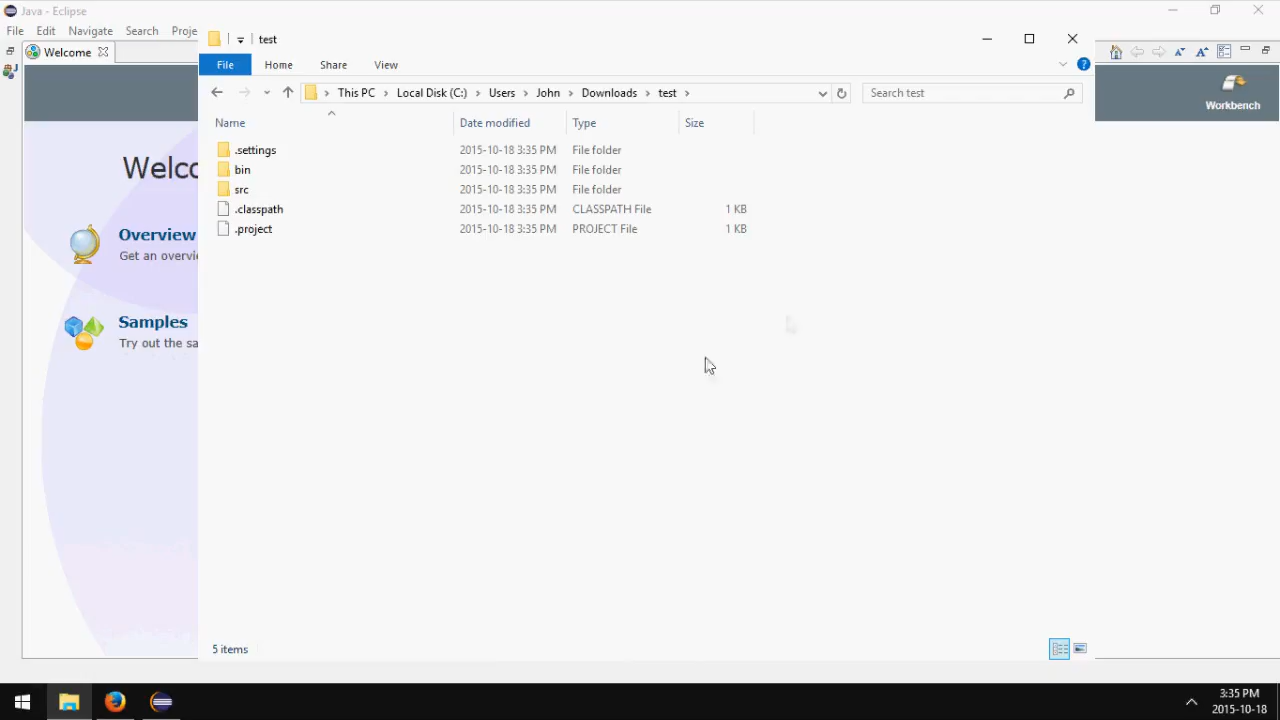 Java - Eclipse
File Edit Navigate Search Proje
Welcome
test
File Home Share View
This PC Local Disk (C:) Users John Downloads test
Search test
Workbench
Name Date modified Type Size
.settings 2015-10-18 3:35 PM File folder
bin 2015-10-18 3:35 PM File folder
src 2015-10-18 3:35 PM File folder
.classpath 2015-10-18 3:35 PM CLASSPATH File 1 KB
.project 2015-10-18 3:35 PM PROJECT File 1 KB
Welco
Overview
Get an overvi
Samples
Try out the sa
5 items
3:35 PM
2015-10-18